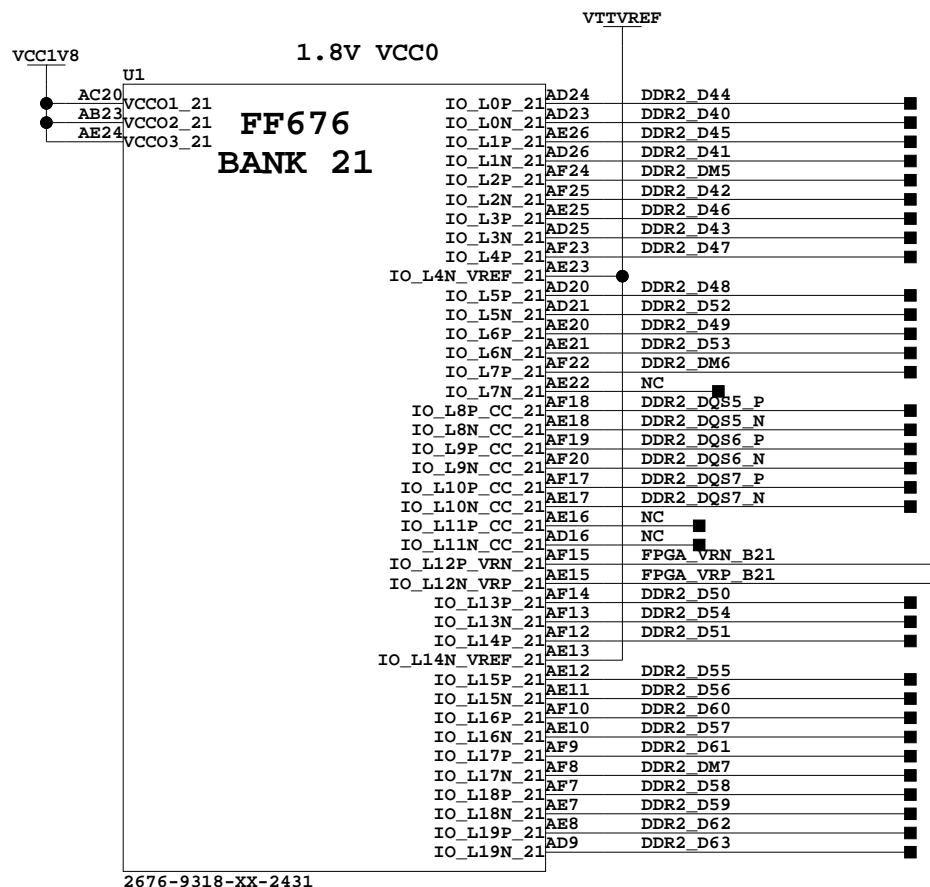 VTTVREF
1.8V VCC0
VCC1V8
U1
FF676
BANK 21
AC20 VCCO1_21
AB23 VCCO2_21
AE24 VCCO3_21
IO_L0P_21 AD24 DDR2_D44
IO_L0N_21 AD23 DDR2_D40
IO_L1P_21 AE26 DDR2_D45
IO_L1N_21 AD26 DDR2_D41
IO_L2P_21 AF24 DDR2_DM5
IO_L2N_21 AF25 DDR2_D42
IO_L3P_21 AE25 DDR2_D46
IO_L3N_21 AD25 DDR2_D43
IO_L4P_21 AF23 DDR2_D47
IO_L4N_VREF_21 AE23
IO_L5P_21 AD20 DDR2_D48
IO_L5N_21 AD21 DDR2_D52
IO_L6P_21 AE20 DDR2_D49
IO_L6N_21 AE21 DDR2_D53
IO_L7P_21 AF22 DDR2_DM6
IO_L7N_21 AE22 NC
IO_L8P_CC_21 AF18 DDR2_DQS5_P
IO_L8N_CC_21 AE18 DDR2_DQS5_N
IO_L9P_CC_21 AF19 DDR2_DQS6_P
IO_L9N_CC_21 AF20 DDR2_DQS6_N
IO_L10P_CC_21 AF17 DDR2_DQS7_P
IO_L10N_CC_21 AE17 DDR2_DQS7_N
IO_L11P_CC_21 AE16 NC
IO_L11N_CC_21 AD16 NC
IO_L12P_VRN_21 AF15 FPGA_VRN_B21
IO_L12N_VRP_21 AE15 FPGA_VRP_B21
IO_L13P_21 AF14 DDR2_D50
IO_L13N_21 AF13 DDR2_D54
IO_L14P_21 AF12 DDR2_D51
IO_L14N_VREF_21 AE13
IO_L15P_21 AE12 DDR2_D55
IO_L15N_21 AE11 DDR2_D56
IO_L16P_21 AF10 DDR2_D60
IO_L16N_21 AE10 DDR2_D57
IO_L17P_21 AF9 DDR2_D61
IO_L17N_21 AF8 DDR2_DM7
IO_L18P_21 AF7 DDR2_D58
IO_L18N_21 AE7 DDR2_D59
IO_L19P_21 AE8 DDR2_D62
IO_L19N_21 AD9 DDR2_D63
2676-9318-XX-2431